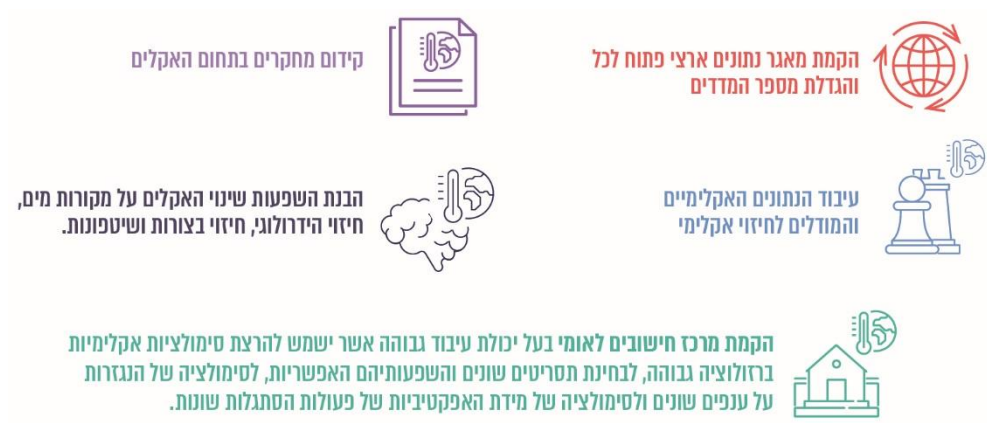 הקמת מאגר נתונים ארצי פתוח לכל
והגדלת מספר המדדים
קידום מחקרים בתחום האקלים
עיבוד הנתונים האקלימיים
והמודלים לחיזוי אקלימי
הבנת השפעות שינוי האקלים על מקורות מים,
חיזוי הידרולוגי, חיזוי בצורות ושיטפונות.
הקמת מרכז חישובים לאומי בעל יכולת עיבוד גבוהה אשר ישמש להרצת סימולציות אקלימיות
ברזולוציה גבוהה, לבחינת תסריטים שונים והשפעותיהם האפשריות, לסימולציה של הנגזרות
על ענפים שונים ולסימולציה של מידת האפקטיביות של פעולות הסתגלות שונות.